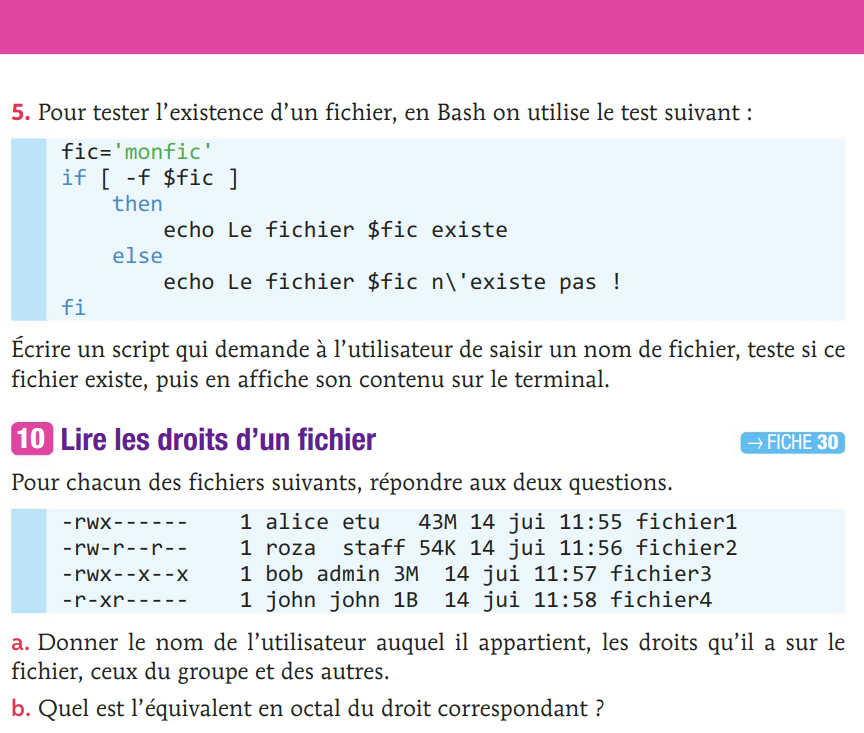 5. Pour tester l’existence d’un fichier, en Bash on utilise le test suivant :
fic='monfic'
if [ -f $fic ]
    then
        echo Le fichier $fic existe
    else
        echo Le fichier $fic n\'existe pas !
fi
Écrire un script qui demande à l’utilisateur de saisir un nom de fichier, teste si ce
fichier existe, puis en affiche son contenu sur le terminal.
10 Lire les droits d’un fichier →FICHE 30
Pour chacun des fichiers suivants, répondre aux deux questions.
-rwx------    1 alice etu   43M 14 jui 11:55 fichier1
-rw-r--r--    1 roza  staff 54K 14 jui 11:56 fichier2
-rwx--x--x    1 bob admin 3M  14 jui 11:57 fichier3
-r-xr-----    1 john john 1B  14 jui 11:58 fichier4
a. Donner le nom de l’utilisateur auquel il appartient, les droits qu’il a sur le
fichier, ceux du groupe et des autres.
b. Quel est l’équivalent en octal du droit correspondant ?